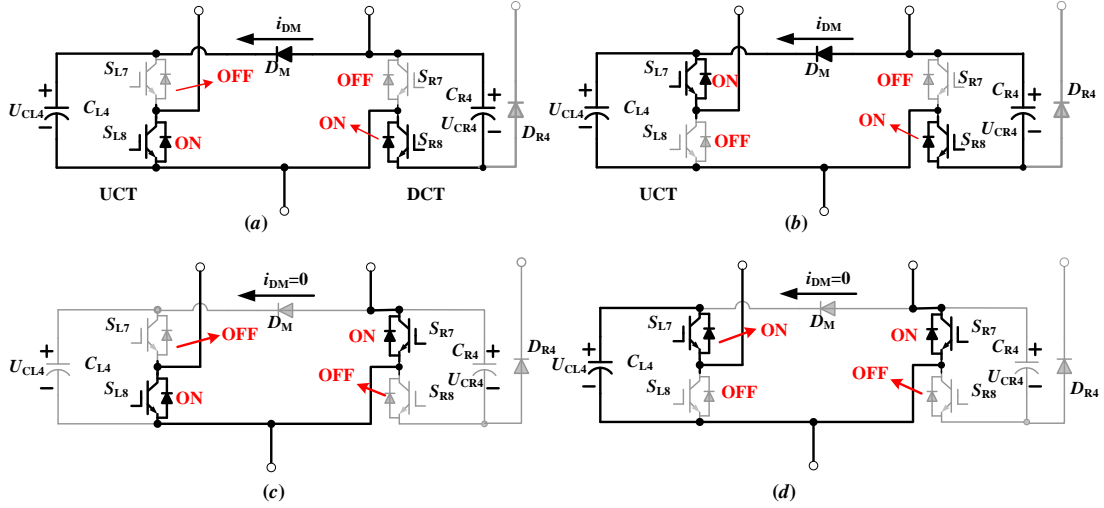 i_DM
i_DM
S_L7
OFF
D_M
OFF
S_R7
S_L7
ON
D_M
OFF
S_R7
+
U_CL4
−
C_L4
C_R4
+
U_CR4
−
D_R4
+
U_CL4
−
C_L4
C_R4
+
U_CR4
−
D_R4
S_L8
ON
ON
S_R8
S_L8
OFF
ON
S_R8
UCT
DCT
UCT
(a)
(b)
i_DM=0
i_DM=0
S_L7
OFF
D_M
ON
S_R7
S_L7
ON
D_M
ON
S_R7
+
U_CL4
−
C_L4
C_R4
+
U_CR4
−
D_R4
+
U_CL4
−
C_L4
C_R4
+
U_CR4
−
D_R4
S_L8
ON
OFF
S_R8
S_L8
OFF
OFF
S_R8
(c)
(d)